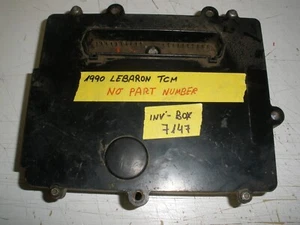 1990 LEBARON TCM
NO PART NUMBER
INV- BOX
7147